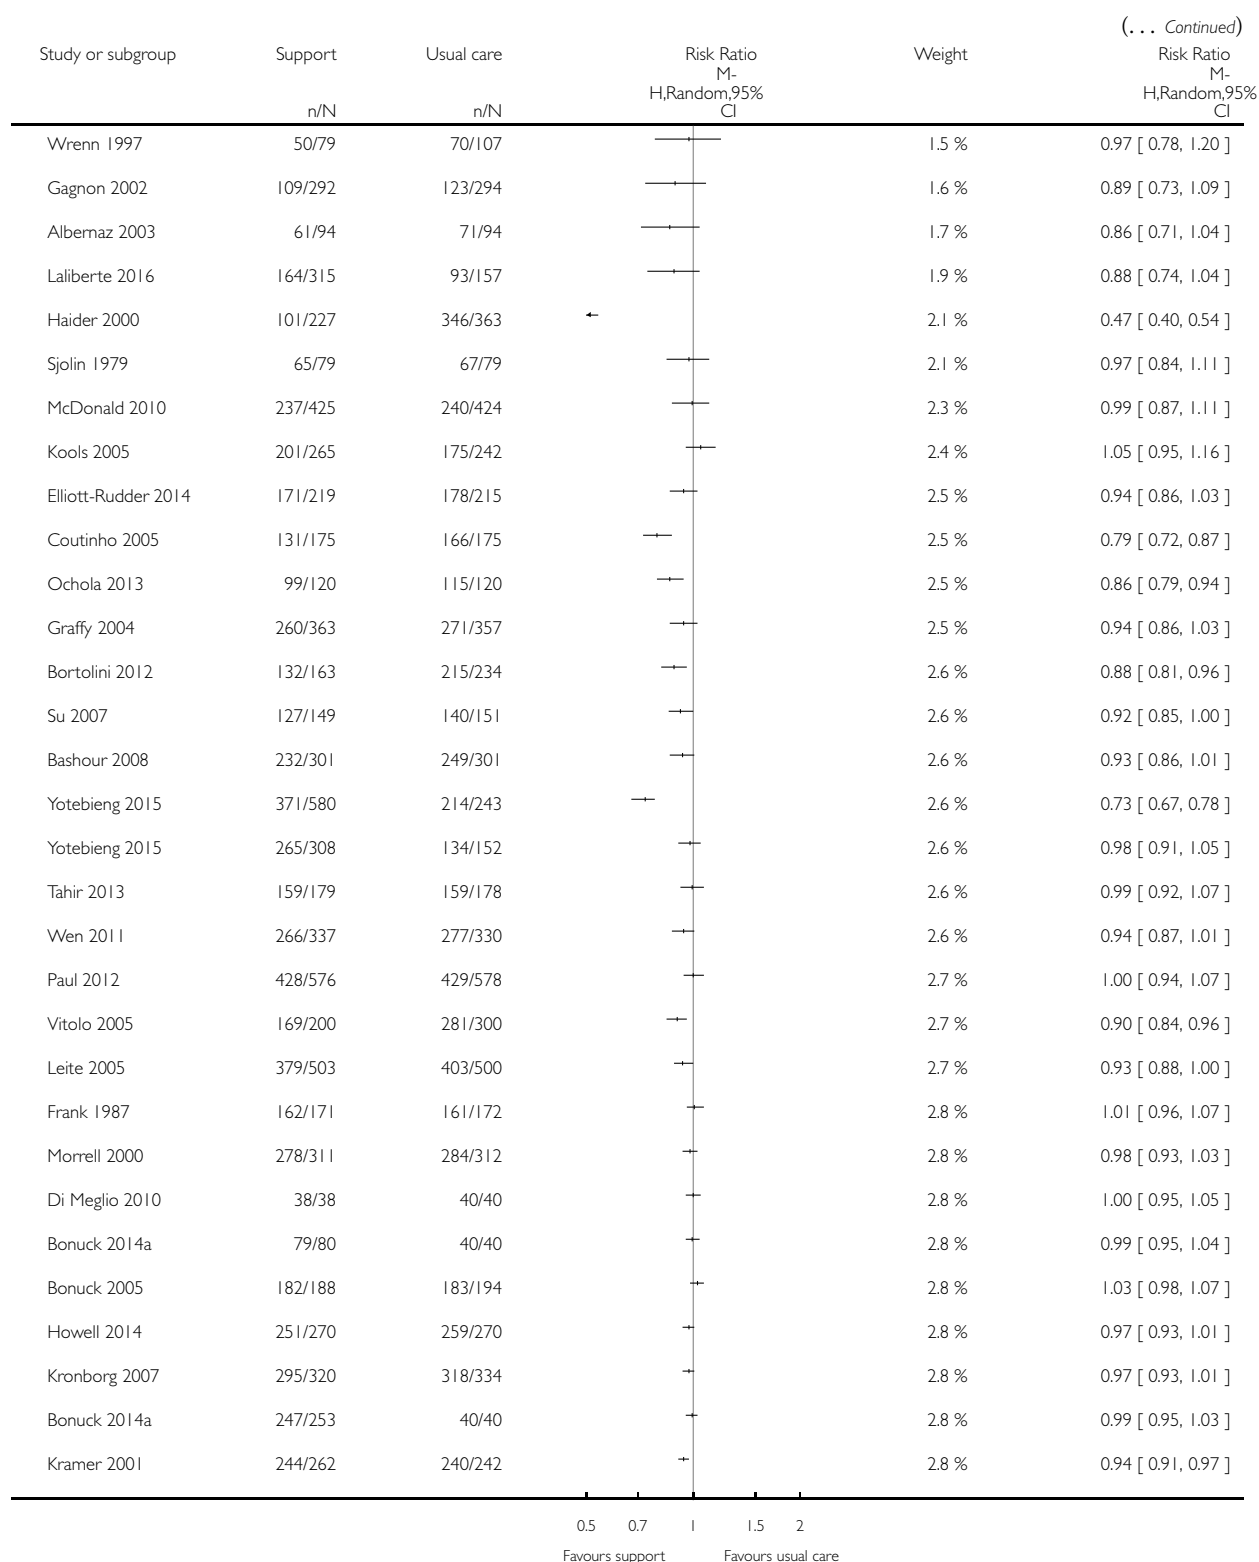 (... Continued)
Study or subgroup Support Usual care Risk Ratio Weight Risk Ratio
M- M-
H,Random,95% H,Random,95%
n/N n/N CI CI
Wrenn 1997 50/79 70/107 1.5 % 0.97 [ 0.78, 1.20 ]
Gagnon 2002 109/292 123/294 1.6 % 0.89 [ 0.73, 1.09 ]
Albernaz 2003 61/94 71/94 1.7 % 0.86 [ 0.71, 1.04 ]
Laliberte 2016 164/315 93/157 1.9 % 0.88 [ 0.74, 1.04 ]
Haider 2000 101/227 346/363 2.1 % 0.47 [ 0.40, 0.54 ]
Sjolin 1979 65/79 67/79 2.1 % 0.97 [ 0.84, 1.11 ]
McDonald 2010 237/425 240/424 2.3 % 0.99 [ 0.87, 1.11 ]
Kools 2005 201/265 175/242 2.4 % 1.05 [ 0.95, 1.16 ]
Elliott-Rudder 2014 171/219 178/215 2.5 % 0.94 [ 0.86, 1.03 ]
Coutinho 2005 131/175 166/175 2.5 % 0.79 [ 0.72, 0.87 ]
Ochola 2013 99/120 115/120 2.5 % 0.86 [ 0.79, 0.94 ]
Graffy 2004 260/363 271/357 2.5 % 0.94 [ 0.86, 1.03 ]
Bortolini 2012 132/163 215/234 2.6 % 0.88 [ 0.81, 0.96 ]
Su 2007 127/149 140/151 2.6 % 0.92 [ 0.85, 1.00 ]
Bashour 2008 232/301 249/301 2.6 % 0.93 [ 0.86, 1.01 ]
Yotebieng 2015 371/580 214/243 2.6 % 0.73 [ 0.67, 0.78 ]
Yotebieng 2015 265/308 134/152 2.6 % 0.98 [ 0.91, 1.05 ]
Tahir 2013 159/179 159/178 2.6 % 0.99 [ 0.92, 1.07 ]
Wen 2011 266/337 277/330 2.6 % 0.94 [ 0.87, 1.01 ]
Paul 2012 428/576 429/578 2.7 % 1.00 [ 0.94, 1.07 ]
Vitolo 2005 169/200 281/300 2.7 % 0.90 [ 0.84, 0.96 ]
Leite 2005 379/503 403/500 2.7 % 0.93 [ 0.88, 1.00 ]
Frank 1987 162/171 161/172 2.8 % 1.01 [ 0.96, 1.07 ]
Morrell 2000 278/311 284/312 2.8 % 0.98 [ 0.93, 1.03 ]
Di Meglio 2010 38/38 40/40 2.8 % 1.00 [ 0.95, 1.05 ]
Bonuck 2014a 79/80 40/40 2.8 % 0.99 [ 0.95, 1.04 ]
Bonuck 2005 182/188 183/194 2.8 % 1.03 [ 0.98, 1.07 ]
Howell 2014 251/270 259/270 2.8 % 0.97 [ 0.93, 1.01 ]
Kronborg 2007 295/320 318/334 2.8 % 0.97 [ 0.93, 1.01 ]
Bonuck 2014a 247/253 40/40 2.8 % 0.99 [ 0.95, 1.03 ]
Kramer 2001 244/262 240/242 2.8 % 0.94 [ 0.91, 0.97 ]
0.5 0.7 1 1.5 2
Favours support Favours usual care